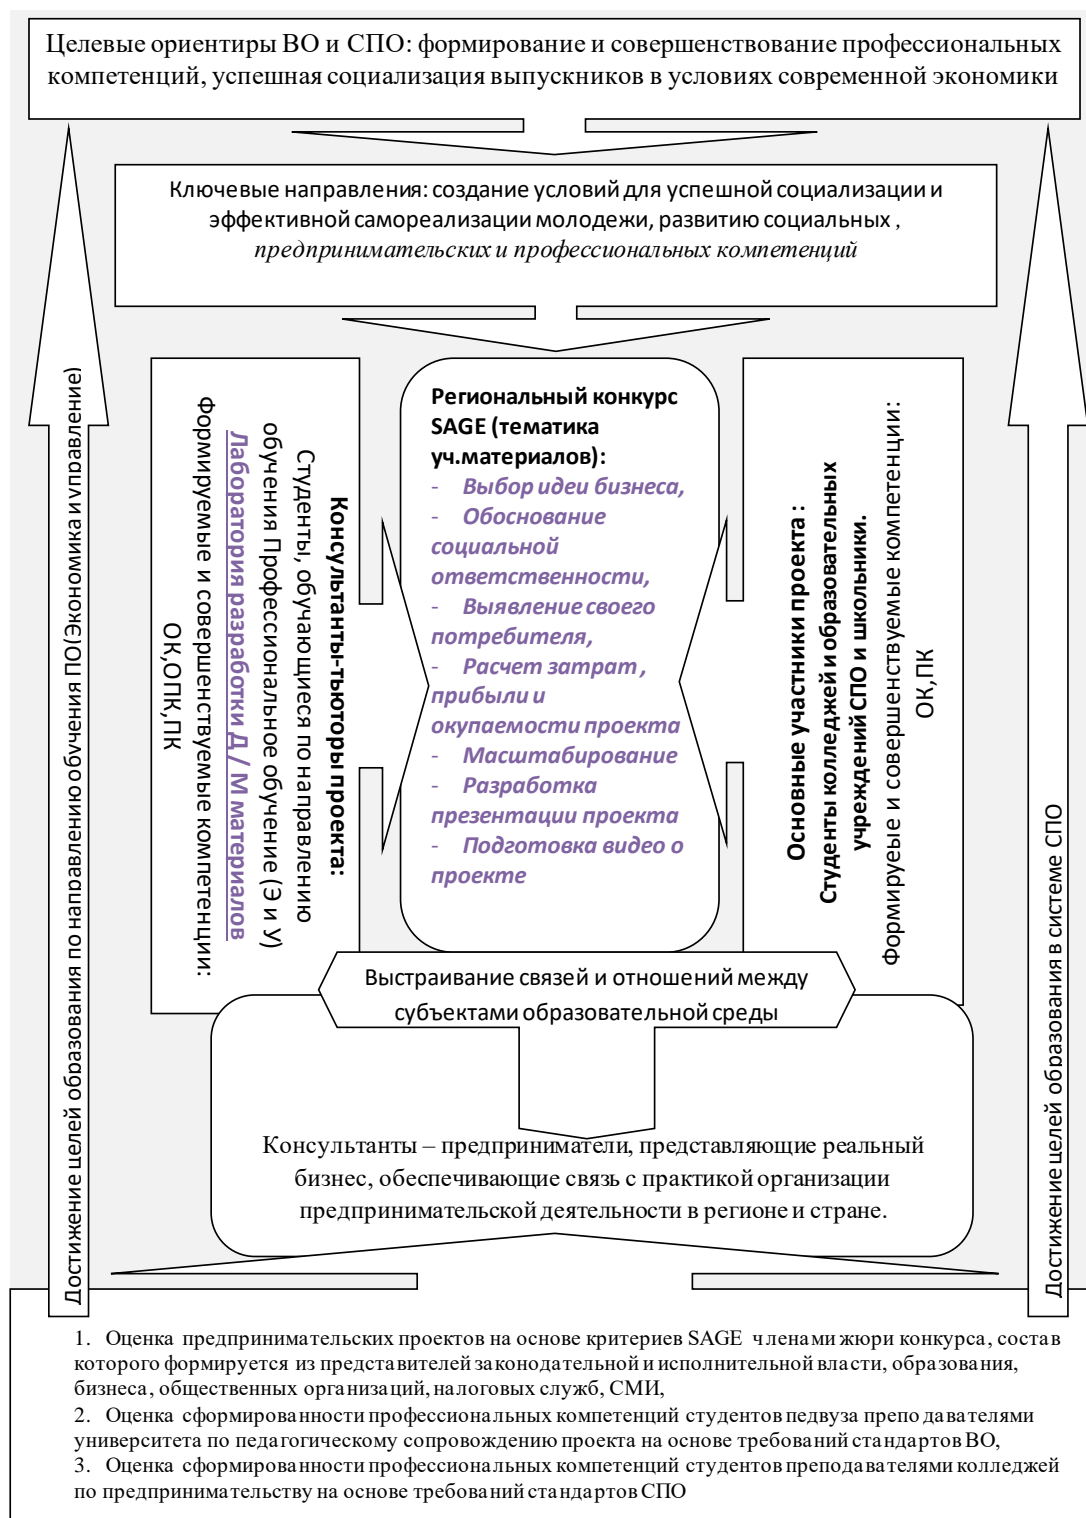 Целевые ориентиры ВО и СПО: формирование и совершенствование профессиональных
компетенций, успешная социализация выпускников в условиях современной экономики
Ключевые направления: создание условий для успешной социализации и
эффективной самореализации молодежи, развитию социальных ,
предпринимательских и профессиональных компетенций
Достижение целей образования по направлению обучения ПО(Экономика и управление)
Консультанты-тьюторы проекта:
Студенты, обучающиеся по направлению
обучения Профессиональное обучение (Э и У)
Лаборатория разработки Д / М материалов
Формируемые и совершенствуемые компетенции:
ОК,ОПК,ПК
Региональный конкурс
SAGE (тематика
уч.материалов):
- Выбор идеи бизнеса,
- Обоснование
социальной
ответственности,
- Выявление своего
потребителя,
- Расчет затрат ,
прибыли и
окупаемости проекта
- Масштабирование
- Разработка
презентации проекта
- Подготовка видео о
проекте
Основные участники проекта :
Студенты колледжей и образовательных
учреждений СПО и школьники.
Формируеые и совершенствуемые компетенции:
ОК,ПК
Достижение целей образования в системе СПО
Выстраивание связей и отношений между
субъектами образовательной среды
Консультанты – предприниматели, представляющие реальный
бизнес, обеспечивающие связь с практикой организации
предпринимательской деятельности в регионе и стране.
1. Оценка предпринимательских проектов на основе критериев SAGE членами жюри конкурса, состав
которого формируется из представителей законодательной и исполнительной власти, образования,
бизнеса, общественных организаций, налоговых служб, СМИ,
2. Оценка сформированности профессиональных компетенций студентов педвуза преподавателями
университета по педагогическому сопровождению проекта на основе требований стандартов ВО,
3. Оценка сформированности профессиональных компетенций студентов преподавателями колледжей
по предпринимательству на основе требований стандартов СПО